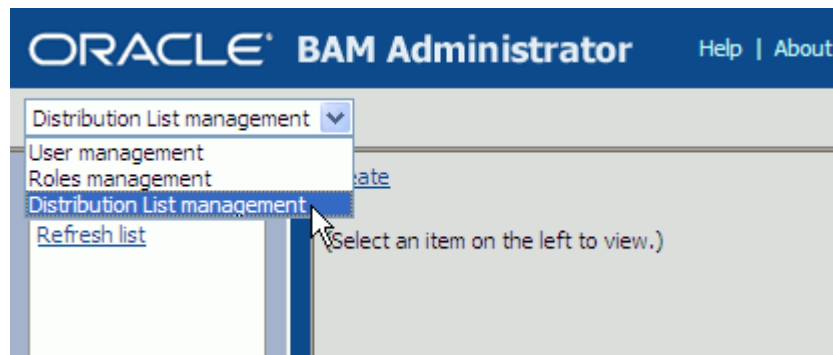 ORACLE BAM Administrator Help | About
Distribution List management
User management
Roles management
Distribution List management
eate
Refresh list
(Select an item on the left to view.)